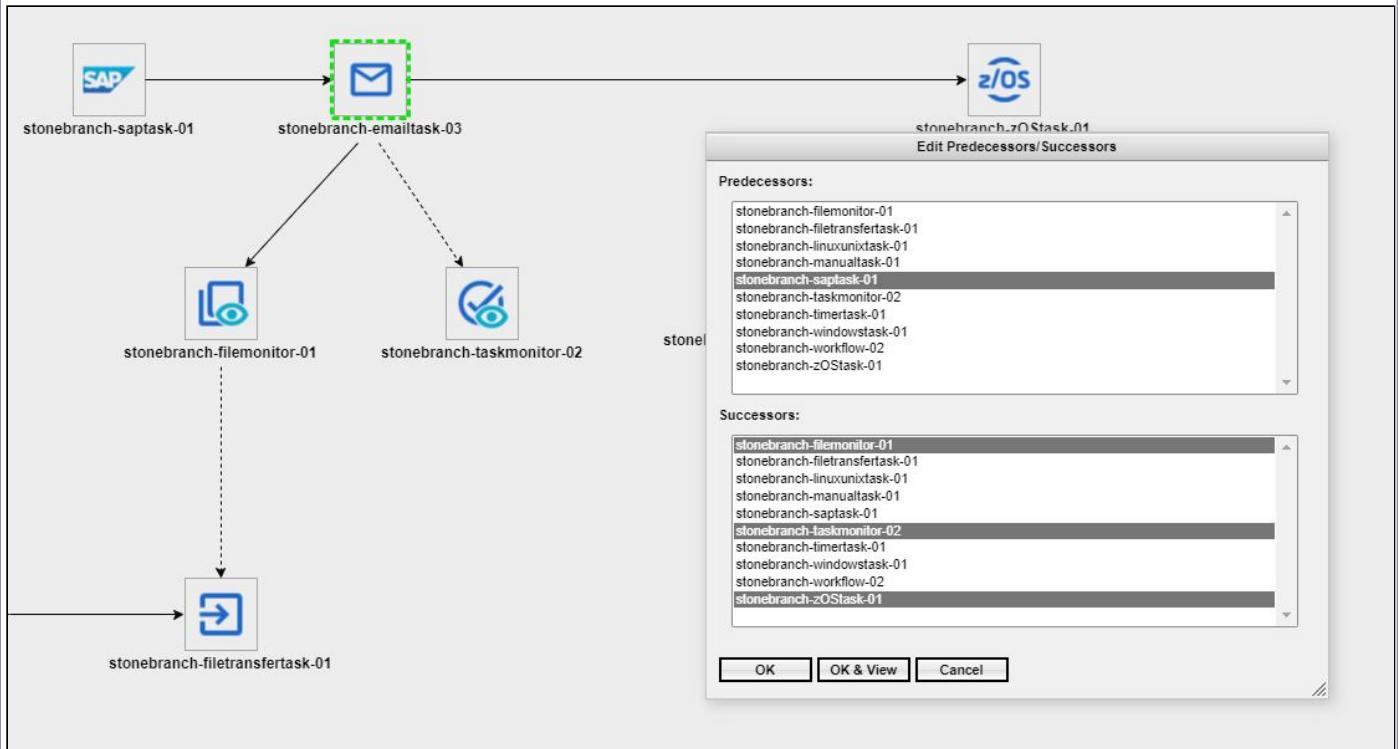 SAP
z/OS
stonebranch-saptask-01
stonebranch-emailtask-03
stonebranch-zOStask-01
Edit Predecessors/Successors
Predecessors:
stonebranch-filemonitor-01
stonebranch-filetransfertask-01
stonebranch-linuxunixtask-01
stonebranch-manualtask-01
stonebranch-saptask-01
stonebranch-taskmonitor-02
stonebranch-timertask-01
stonebranch-windowstask-01
stonebranch-workflow-02
stonebranch-zOStask-01
stonebranch-filemonitor-01
stonebranch-taskmonitor-02
stonel
Successors:
stonebranch-filemonitor-01
stonebranch-filetransfertask-01
stonebranch-linuxunixtask-01
stonebranch-manualtask-01
stonebranch-saptask-01
stonebranch-taskmonitor-02
stonebranch-timertask-01
stonebranch-windowstask-01
stonebranch-workflow-02
stonebranch-zOStask-01
stonebranch-filetransfertask-01
OK
OK & View
Cancel